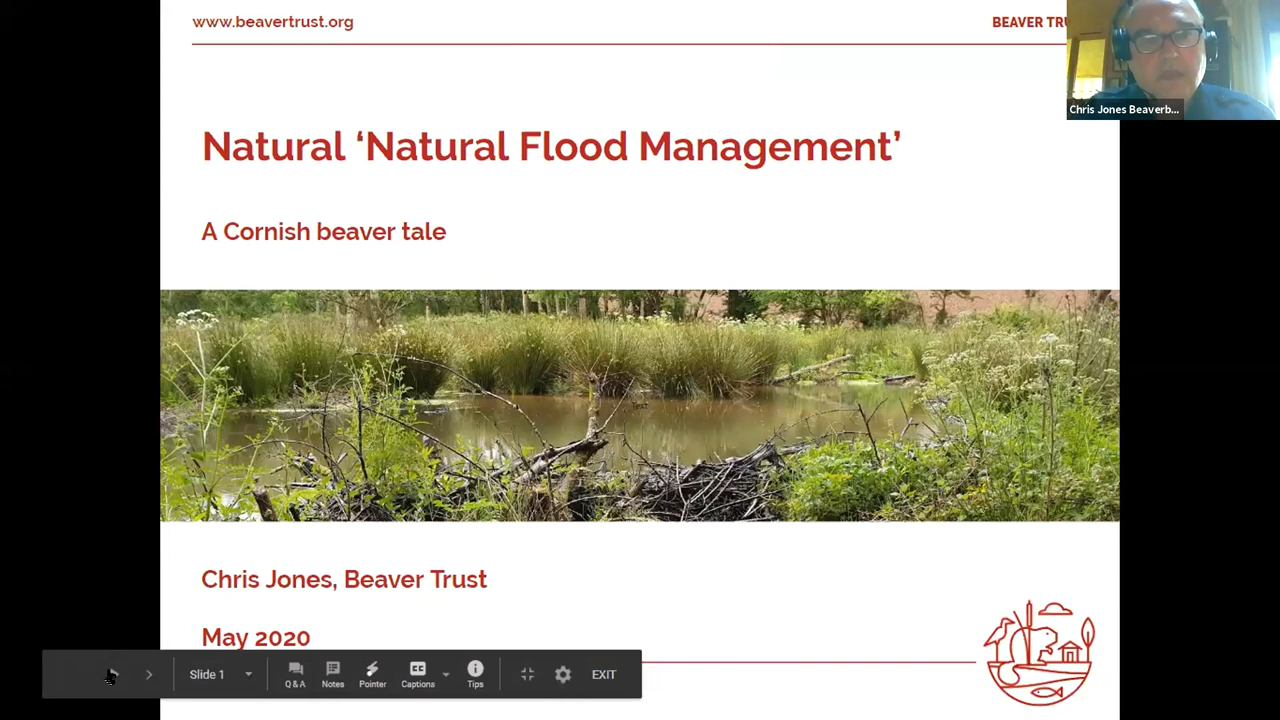 www.beavertrust.org
BEAVER
Chris Jones Beaverb...
Natural ‘Natural Flood Management’
A Cornish beaver tale
Chris Jones, Beaver Trust
May 2020
Slide 1
Q & A
Notes
Pointer
CC
Captions
Tips
EXIT